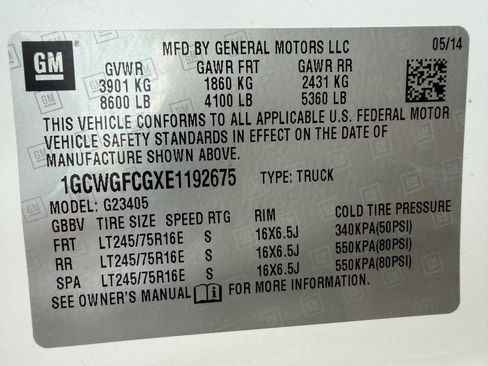 GM MFD BY GENERAL MOTORS LLC 05/14
GVWR GAWR FRT GAWR RR
3901 KG 1860 KG 2431 KG
8600 LB 4100 LB 5360 LB
THIS VEHICLE CONFORMS TO ALL APPLICABLE U.S. FEDERAL MOTOR
VEHICLE SAFETY STANDARDS IN EFFECT ON THE DATE OF
MANUFACTURE SHOWN ABOVE.
1GCWGFCGXE1192675 TYPE: TRUCK
MODEL: G23405
GBBV TIRE SIZE SPEED RTG RIM COLD TIRE PRESSURE
FRT LT245/75R16E S 16X6.5J 340KPA(50PSI)
RR LT245/75R16E S 16X6.5J 550KPA(80PSI)
SPA LT245/75R16E S 16X6.5J 550KPA(80PSI)
SEE OWNER'S MANUAL FOR MORE INFORMATION.